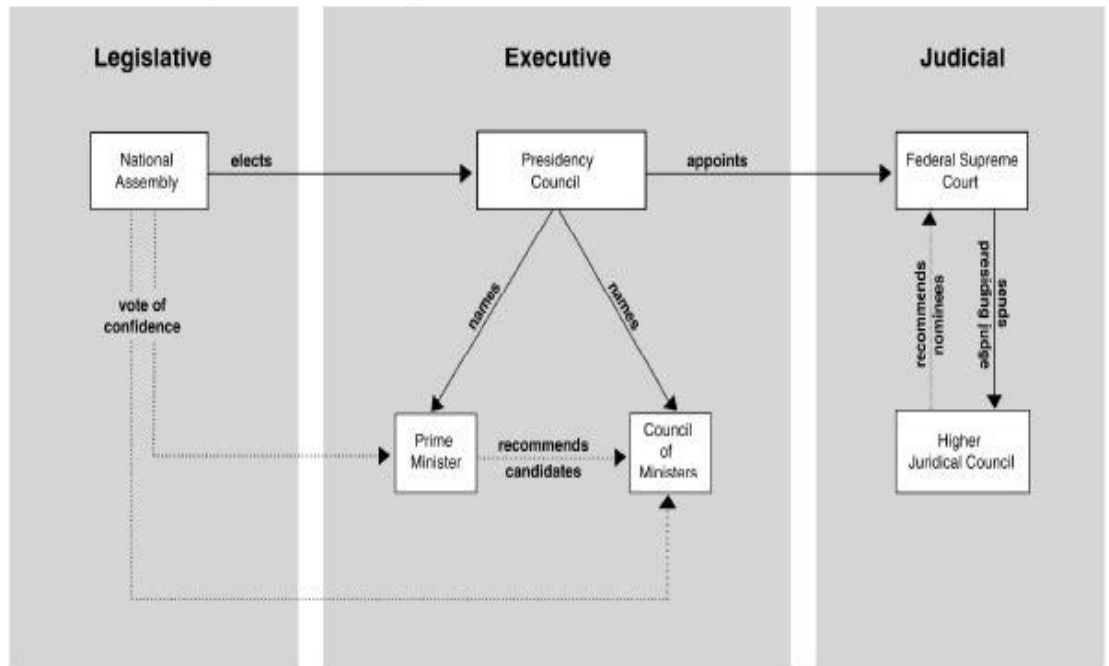 Legislative
Executive
Judicial
National
Assembly
elects
Presidency
Council
appoints
Federal Supreme
Court
vote of
confidence
names
names
recommends
nominees
sends
presiding judge
Prime
Minister
recommends
candidates
Council
of
Ministers
Higher
Juridical Council